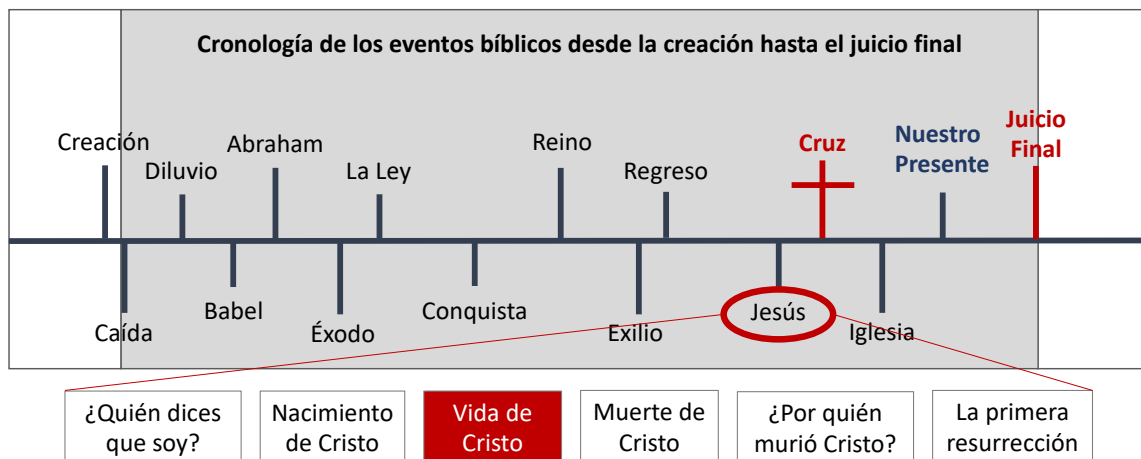 Cronología de los eventos bíblicos desde la creación hasta el juicio final
Creación
Diluvio
Abraham
La Ley
Reino
Regreso
Cruz
Nuestro
Presente
Juicio
Final
Caída
Babel
Éxodo
Conquista
Exilio
Jesús
Iglesia
¿Quién dices
que soy?
Nacimiento
de Cristo
Vida de
Cristo
Muerte de
Cristo
¿Por quién
murió Cristo?
La primera
resurrección